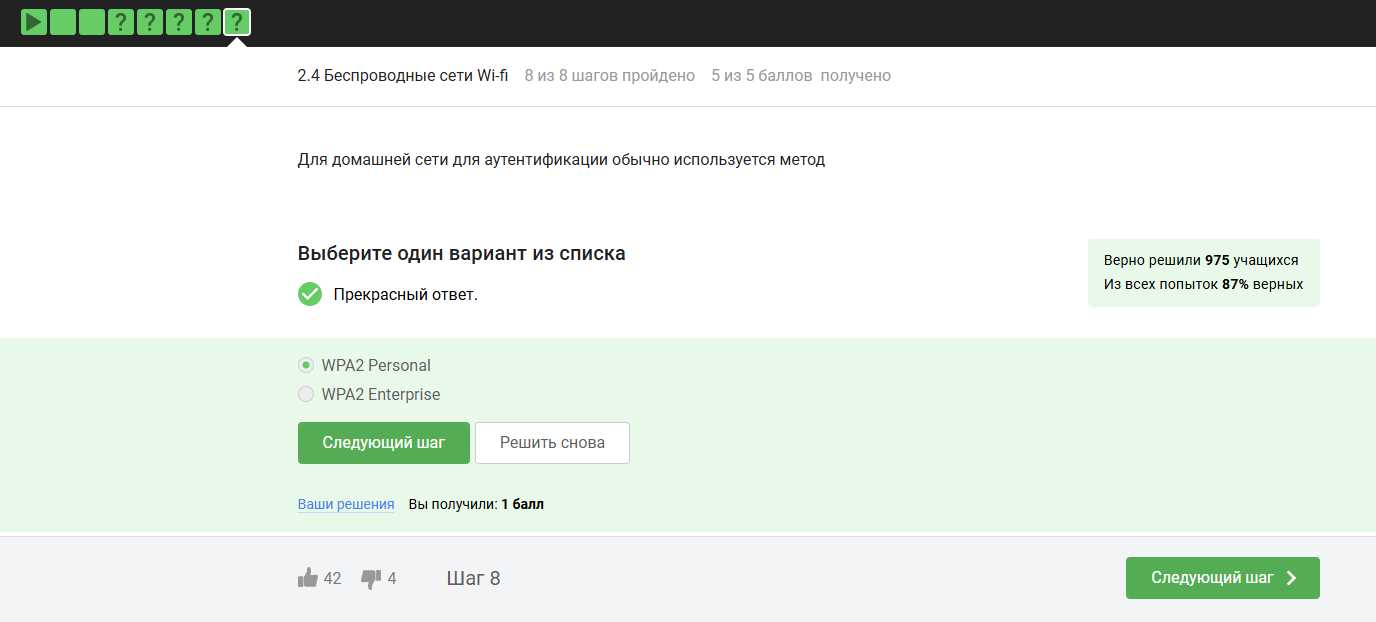 ? ? ? ? ?
2.4 Беспроводные сети Wi-fi 8 из 8 шагов пройдено 5 из 5 баллов получено
Для домашней сети для аутентификации обычно используется метод
Выберите один вариант из списка
Прекрасный ответ.
Верно решили 975 учащихся
Из всех попыток 87% верных
WPA2 Personal
WPA2 Enterprise
Следующий шаг Решить снова
Ваши решения Вы получили: 1 балл
42 4 Шаг 8 Следующий шаг